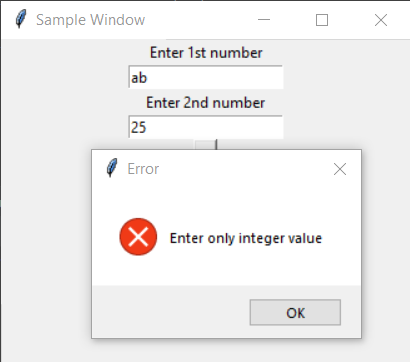 Sample Window
Enter 1st number
ab
Enter 2nd number
25
Error
Enter only integer value
OK